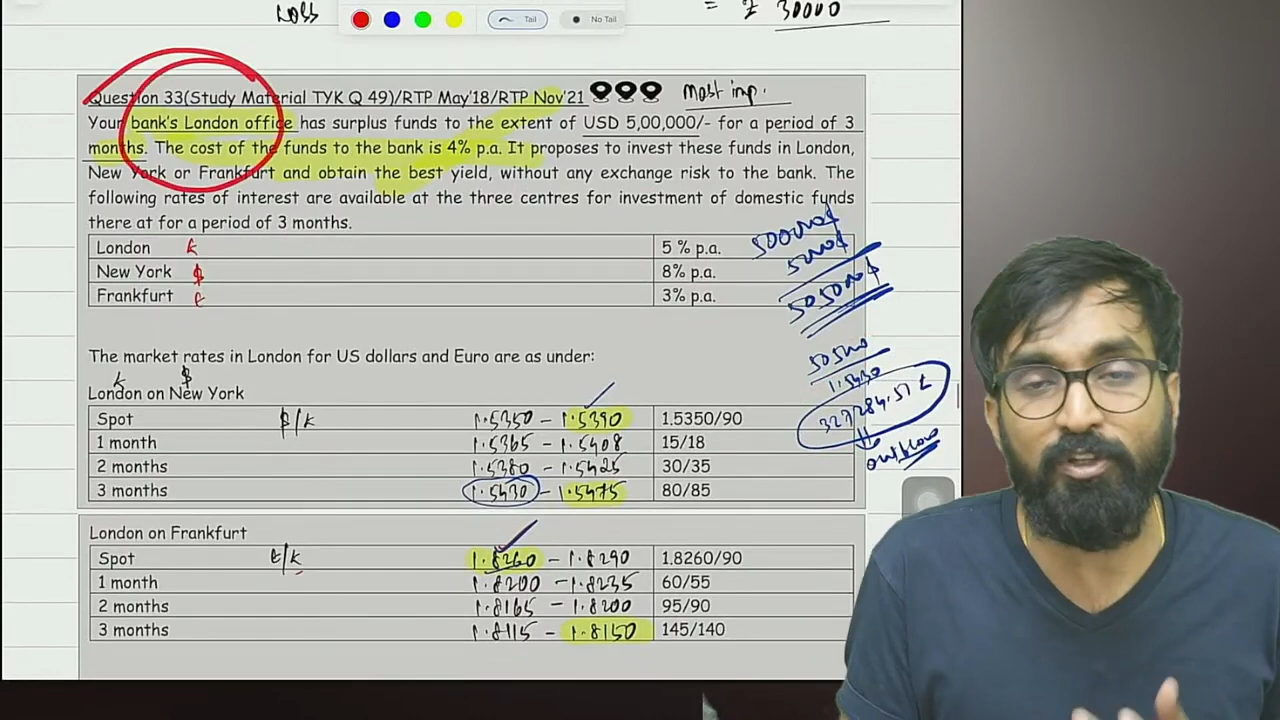 Loss = £ 30000
Tail No Tail
Question 33(Study Material TYK Q 49)/RTP May'18/RTP Nov'21 Most imp.
Your bank's London office has surplus funds to the extent of USD 5,00,000/- for a period of 3
months. The cost of the funds to the bank is 4% p.a. It proposes to invest these funds in London,
New York or Frankfurt and obtain the best yield, without any exchange risk to the bank. The
following rates of interest are available at the three centres for investment of domestic funds
there at for a period of 3 months.
London £ 5 % p.a.
New York $ 8% p.a.
Frankfurt € 3% p.a.
500000$
5000$
505000$
The market rates in London for US dollars and Euro are as under:
£ $
London on New York
505000
1.5430
327284.51 £
outflow
Spot $/£ 1.5350 - 1.5390 1.5350/90
1 month 1.5365 - 1.5408 15/18
2 months 1.5380 - 1.5425 30/35
3 months 1.5430 - 1.5475 80/85
London on Frankfurt
Spot €/£ 1.8260 - 1.8290 1.8260/90
1 month 1.8200 - 1.8235 60/55
2 months 1.8165 - 1.8200 95/90
3 months 1.8115 - 1.8150 145/140